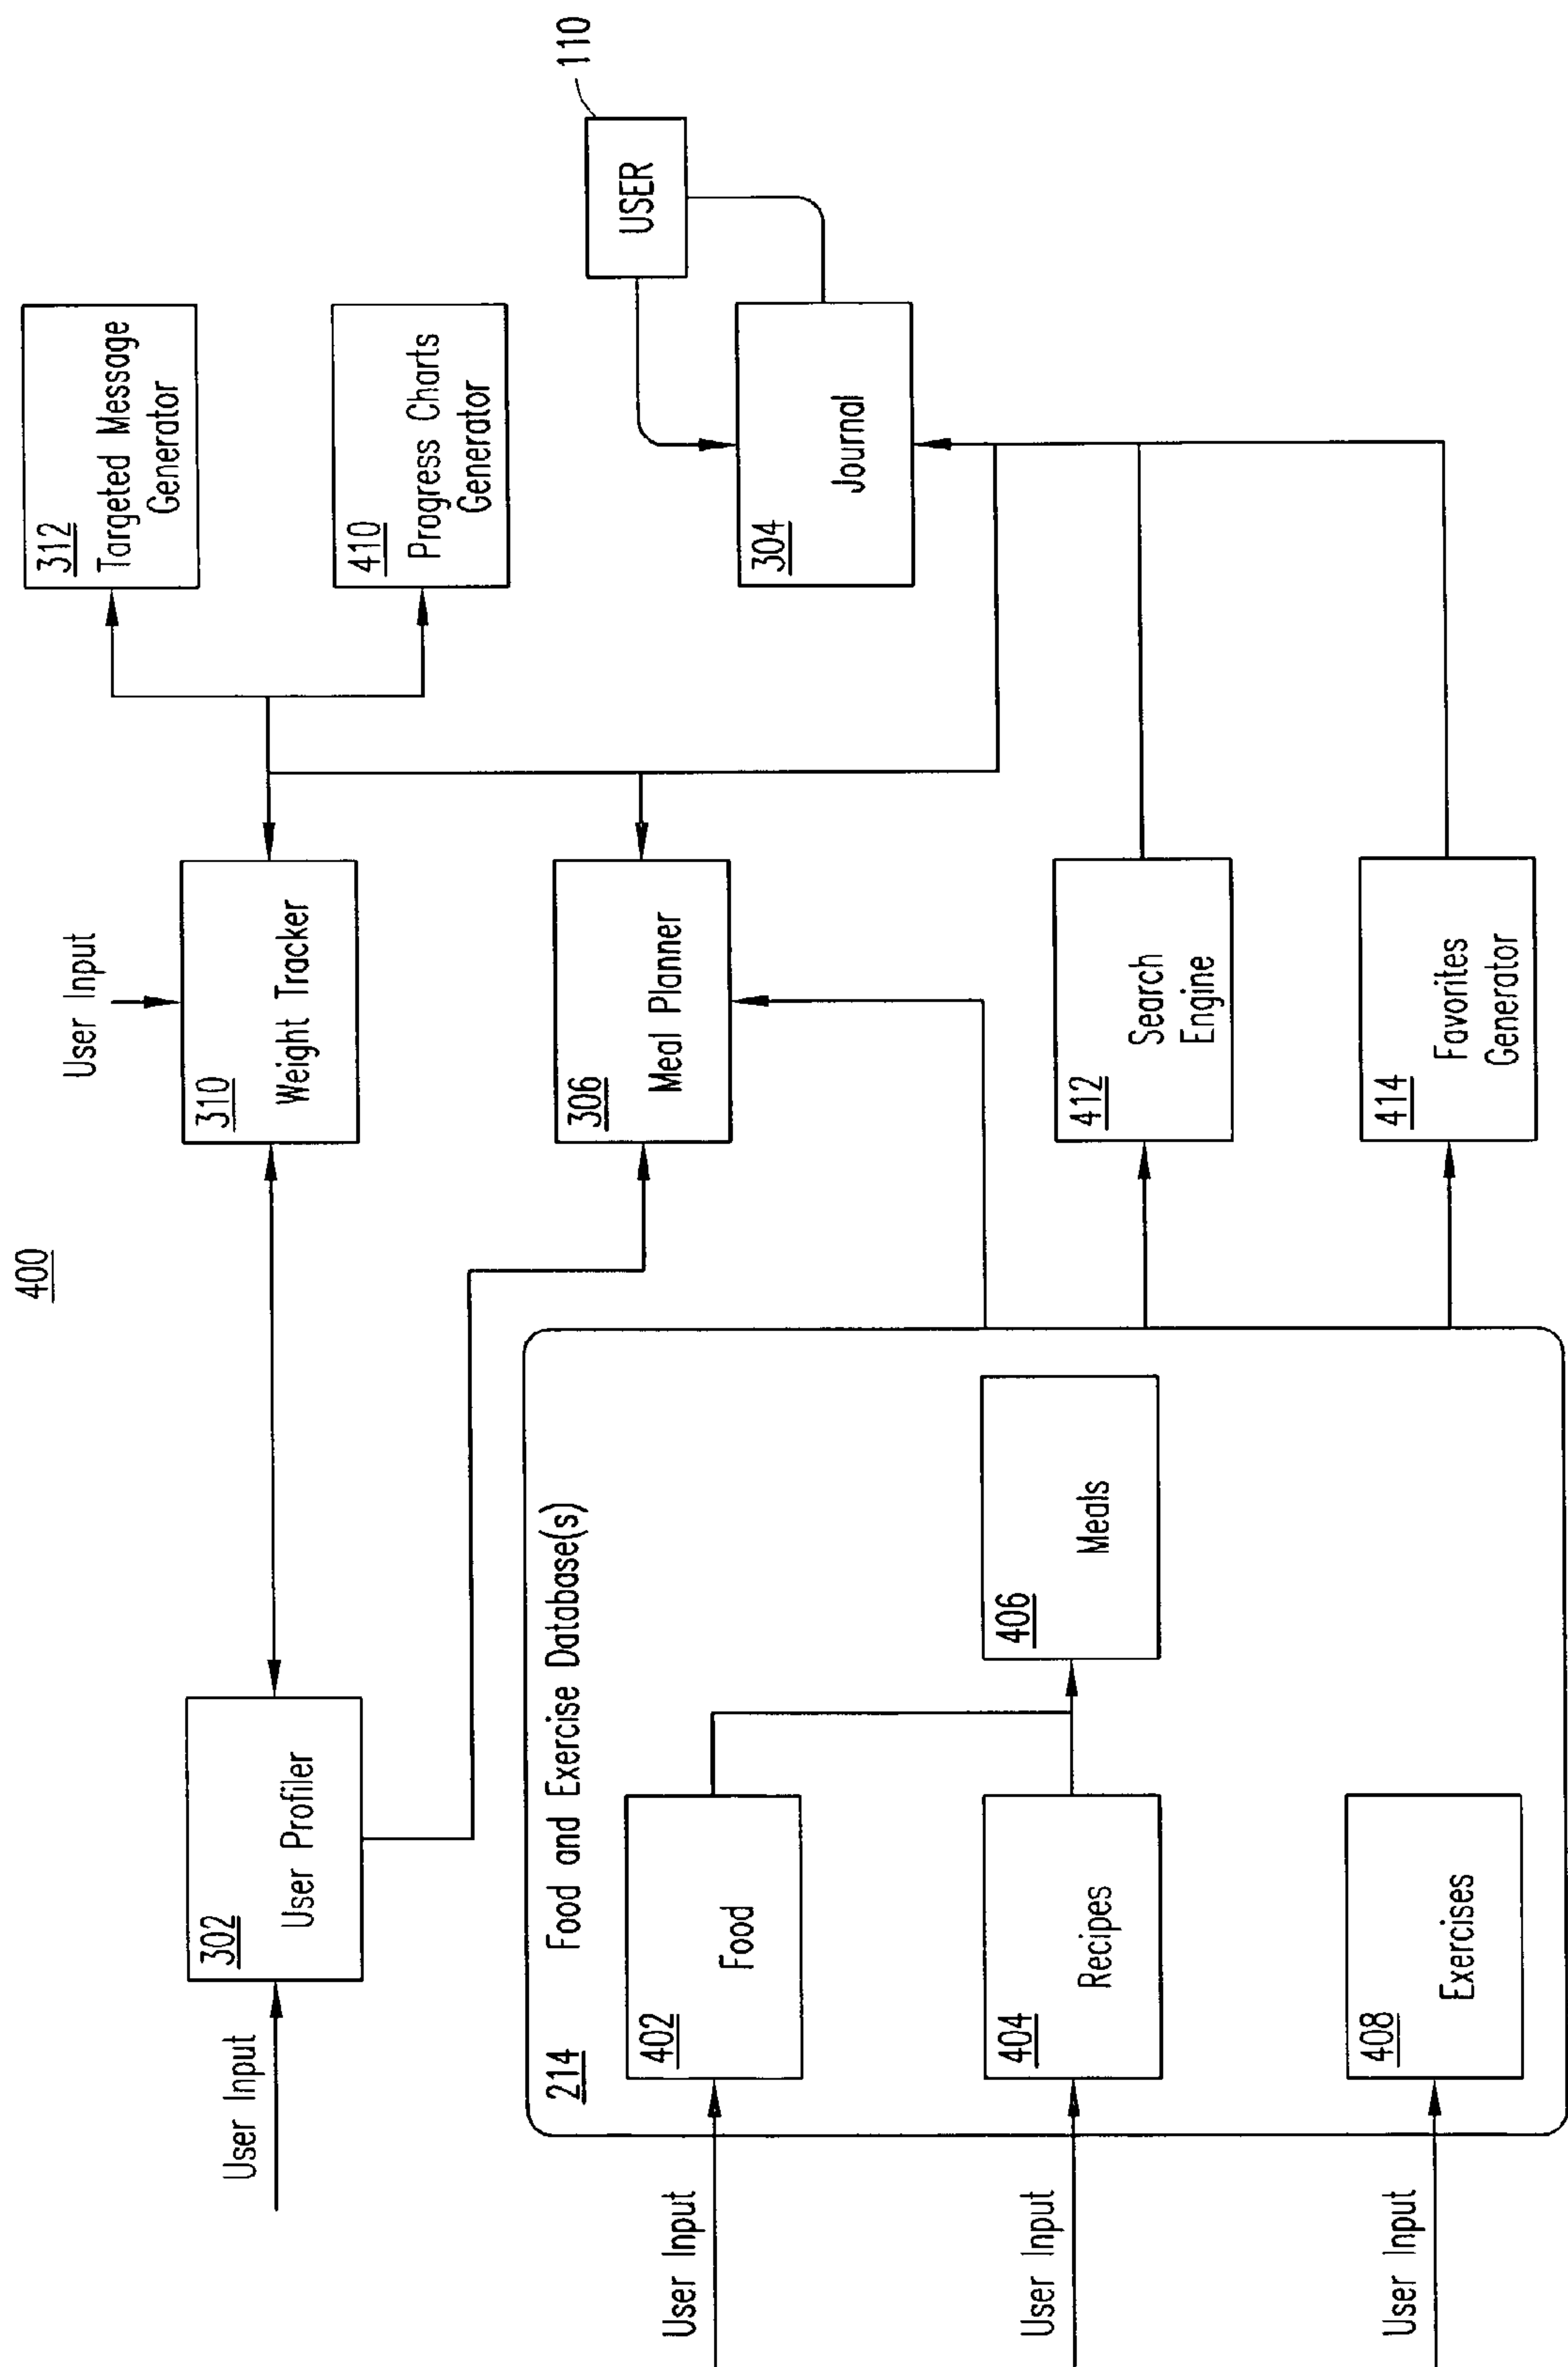 400
User Input
302
User Profiler
User Input
310
Weight Tracker
312
Targeted Message
Generator
410
Progress Charts
Generator
306
Meal Planner
110
USER
304
Journal
214
Food and Exercise Database(s)
User Input
402
Food
User Input
404
Recipes
406
Meals
User Input
408
Exercises
412
Search
Engine
414
Favorites
Generator